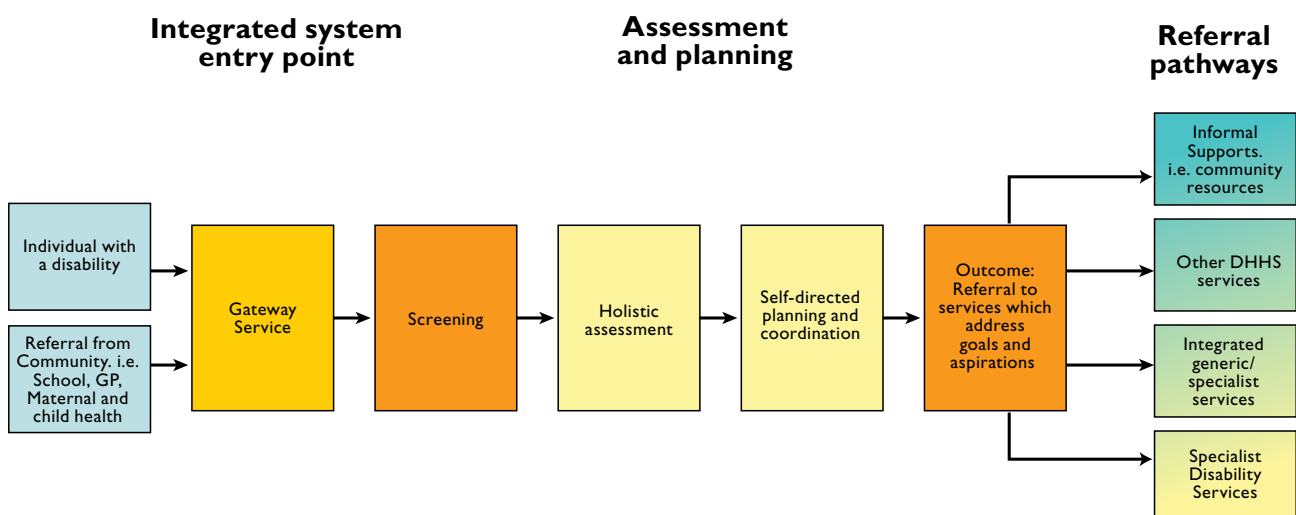 Integrated system
entry point
Assessment
and planning
Referral
pathways
Individual with
a disability
Referral from
Community. i.e.
School, GP,
Maternal and
child health
Gateway
Service
Screening
Holistic
assessment
Self-directed
planning and
coordination
Outcome:
Referral to
services which
address
goals and
aspirations
Informal
Supports.
i.e. community
resources
Other DHHS
services
Integrated
generic/
specialist
services
Specialist
Disability
Services